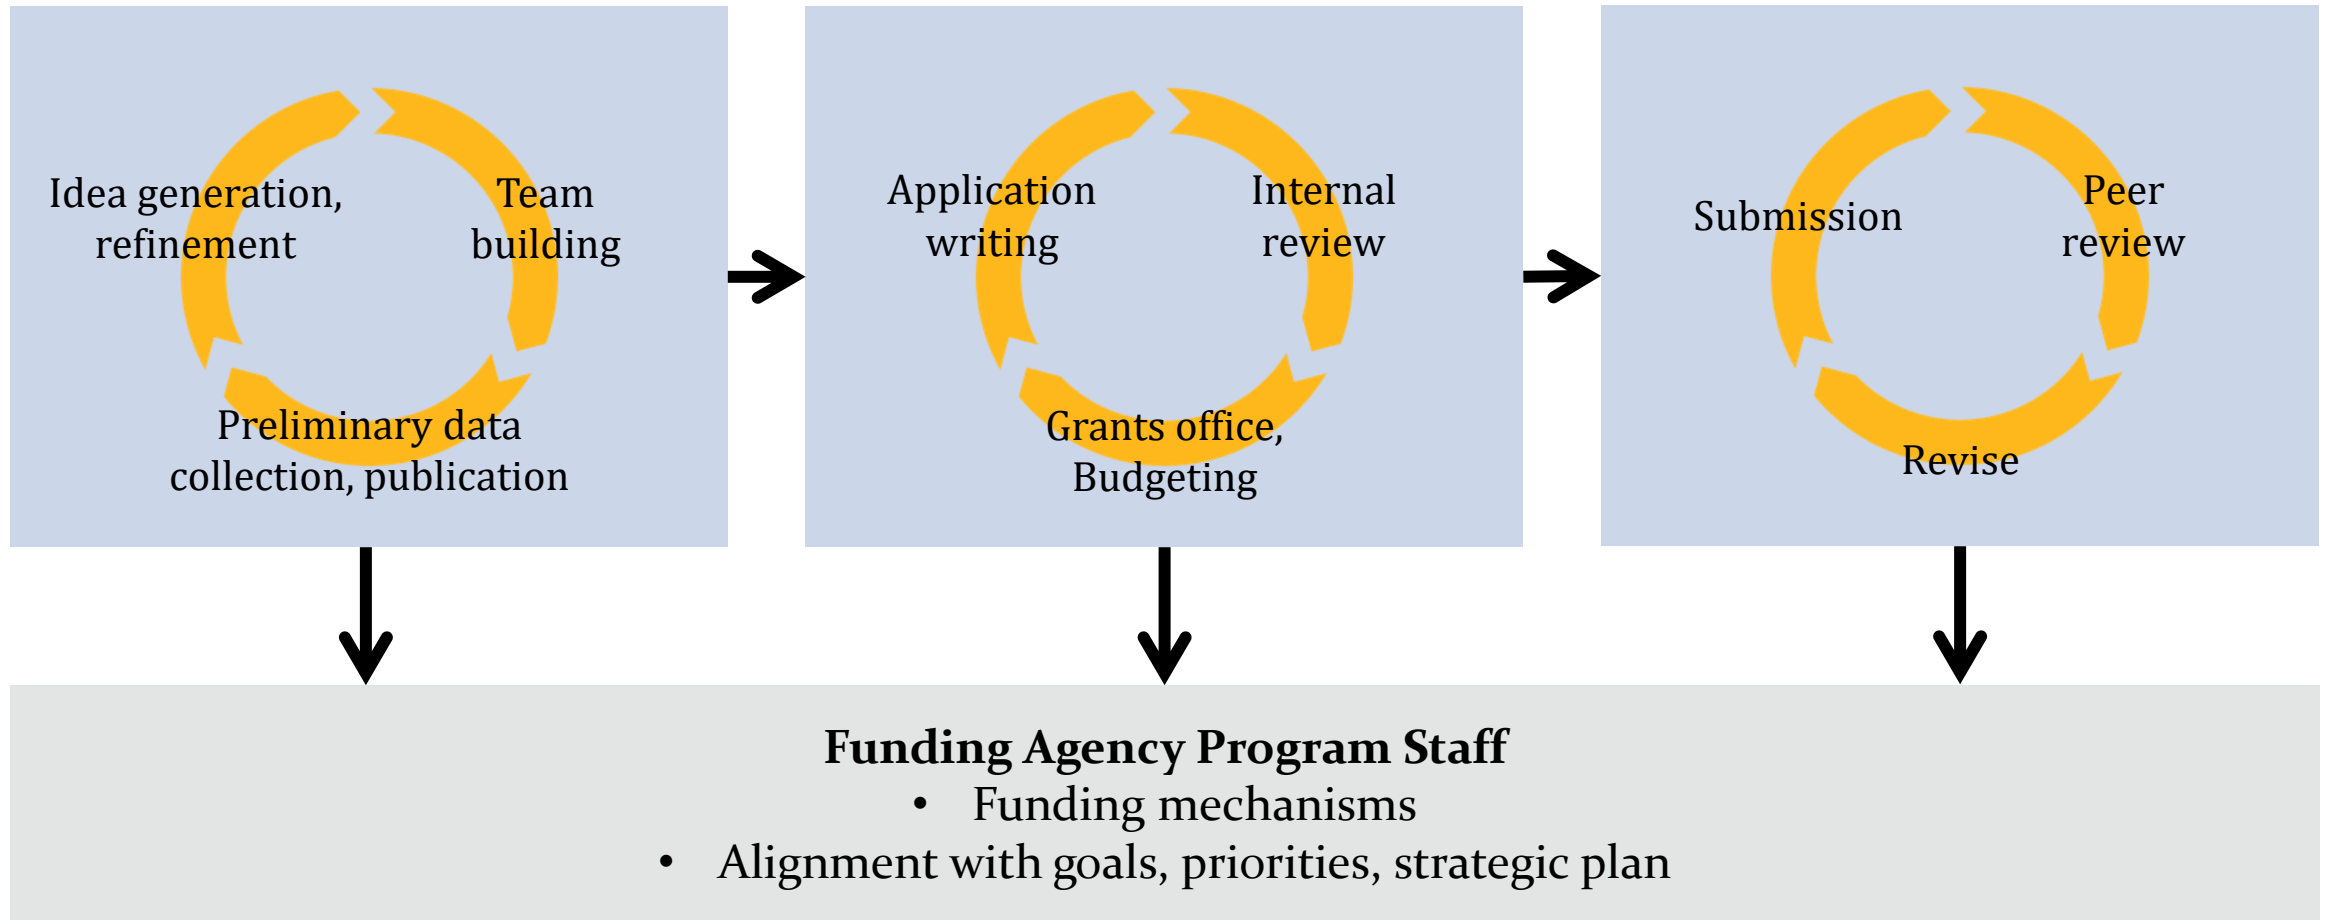 Idea generation,
refinement
Team
building
Preliminary data
collection, publication
Application
writing
Internal
review
Grants office,
Budgeting
Submission
Peer
review
Revise
Funding Agency Program Staff
• Funding mechanisms
• Alignment with goals, priorities, strategic plan